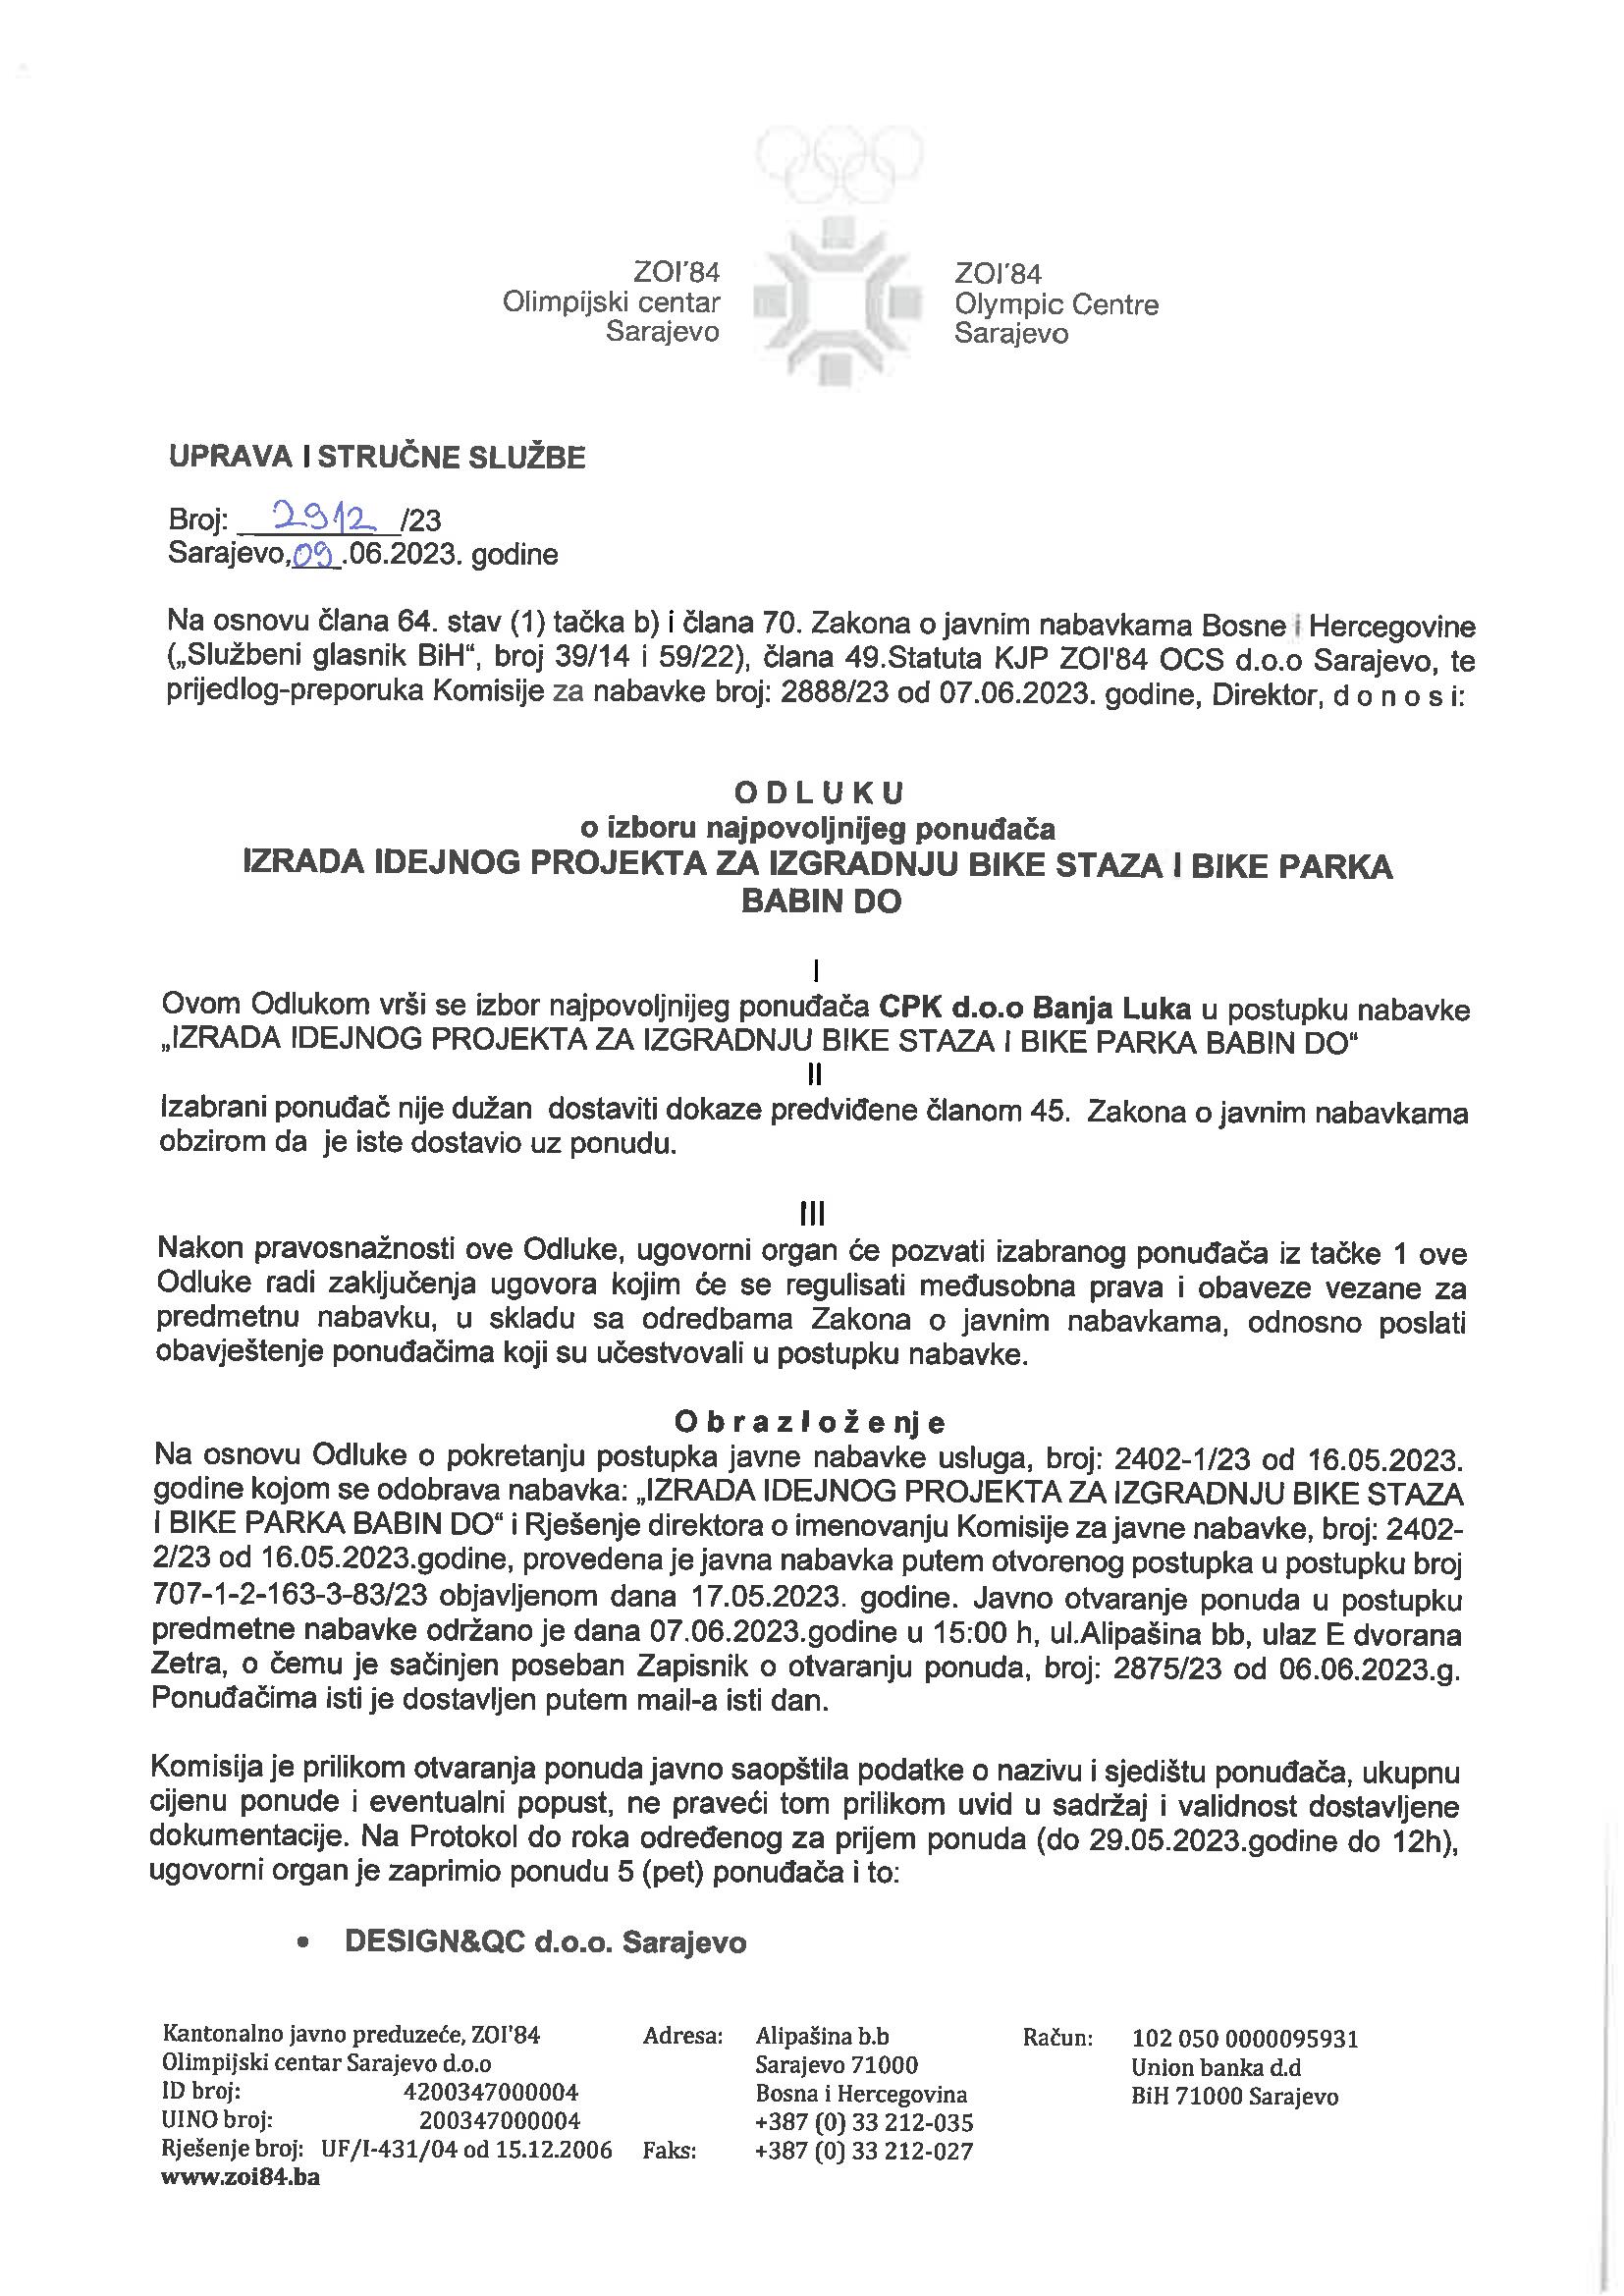 ZOI'84
Olimpijski centar
Sarajevo
ZOI'84
Olympic Centre
Sarajevo
UPRAVA I STRUČNE SLUŽBE
Broj: 2912 /23
Sarajevo,09.06.2023. godine
Na osnovu člana 64. stav (1) tačka b) i člana 70. Zakona o javnim nabavkama Bosne i Hercegovine
(„Službeni glasnik BiH“, broj 39/14 i 59/22), člana 49.Statuta KJP ZOI'84 OCS d.o.o Sarajevo, te
prijedlog-preporuka Komisije za nabavke broj: 2888/23 od 07.06.2023. godine, Direktor, d o n o s i:
O D L U K U
o izboru najpovoljnijeg ponuđača
IZRADA IDEJNOG PROJEKTA ZA IZGRADNJU BIKE STAZA I BIKE PARKA
BABIN DO
I
Ovom Odlukom vrši se izbor najpovoljnijeg ponuđača CPK d.o.o Banja Luka u postupku nabavke
„IZRADA IDEJNOG PROJEKTA ZA IZGRADNJU BIKE STAZA I BIKE PARKA BABIN DO“
II
Izabrani ponuđač nije dužan dostaviti dokaze predviđene članom 45. Zakona o javnim nabavkama
obzirom da je iste dostavio uz ponudu.
III
Nakon pravosnažnosti ove Odluke, ugovorni organ će pozvati izabranog ponuđača iz tačke 1 ove
Odluke radi zaključenja ugovora kojim će se regulisati međusobna prava i obaveze vezane za
predmetnu nabavku, u skladu sa odredbama Zakona o javnim nabavkama, odnosno poslati
obavještenje ponuđačima koji su učestvovali u postupku nabavke.
O b r a z l o ž e nj e
Na osnovu Odluke o pokretanju postupka javne nabavke usluga, broj: 2402-1/23 od 16.05.2023.
godine kojom se odobrava nabavka: „IZRADA IDEJNOG PROJEKTA ZA IZGRADNJU BIKE STAZA
I BIKE PARKA BABIN DO“ i Rješenje direktora o imenovanju Komisije za javne nabavke, broj: 2402-
2/23 od 16.05.2023.godine, provedena je javna nabavka putem otvorenog postupka u postupku broj
707-1-2-163-3-83/23 objavljenom dana 17.05.2023. godine. Javno otvaranje ponuda u postupku
predmetne nabavke održano je dana 07.06.2023.godine u 15:00 h, ul.Alipašina bb, ulaz E dvorana
Zetra, o čemu je sačinjen poseban Zapisnik o otvaranju ponuda, broj: 2875/23 od 06.06.2023.g.
Ponuđačima isti je dostavljen putem mail-a isti dan.
Komisija je prilikom otvaranja ponuda javno saopštila podatke o nazivu i sjedištu ponuđača, ukupnu
cijenu ponude i eventualni popust, ne praveći tom prilikom uvid u sadržaj i validnost dostavljene
dokumentacije. Na Protokol do roka određenog za prijem ponuda (do 29.05.2023.godine do 12h),
ugovorni organ je zaprimio ponudu 5 (pet) ponuđača i to:
• DESIGN&QC d.o.o. Sarajevo
Kantonalno javno preduzeće, ZOI'84 Adresa: Alipašina b.b Račun: 102 050 0000095931
Olimpijski centar Sarajevo d.o.o Sarajevo 71000 Union banka d.d
ID broj: 4200347000004 Bosna i Hercegovina BiH 71000 Sarajevo
UINO broj: 200347000004 +387 (0) 33 212-035
Rješenje broj: UF/I-431/04 od 15.12.2006 Faks: +387 (0) 33 212-027
www.zoi84.ba